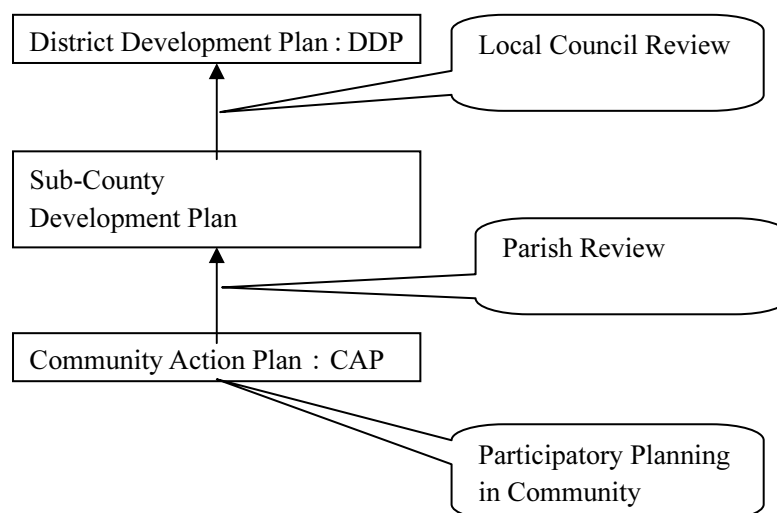 District Development Plan : DDP
Local Council Review
Sub-County
Development Plan
Parish Review
Community Action Plan : CAP
Participatory Planning
in Community